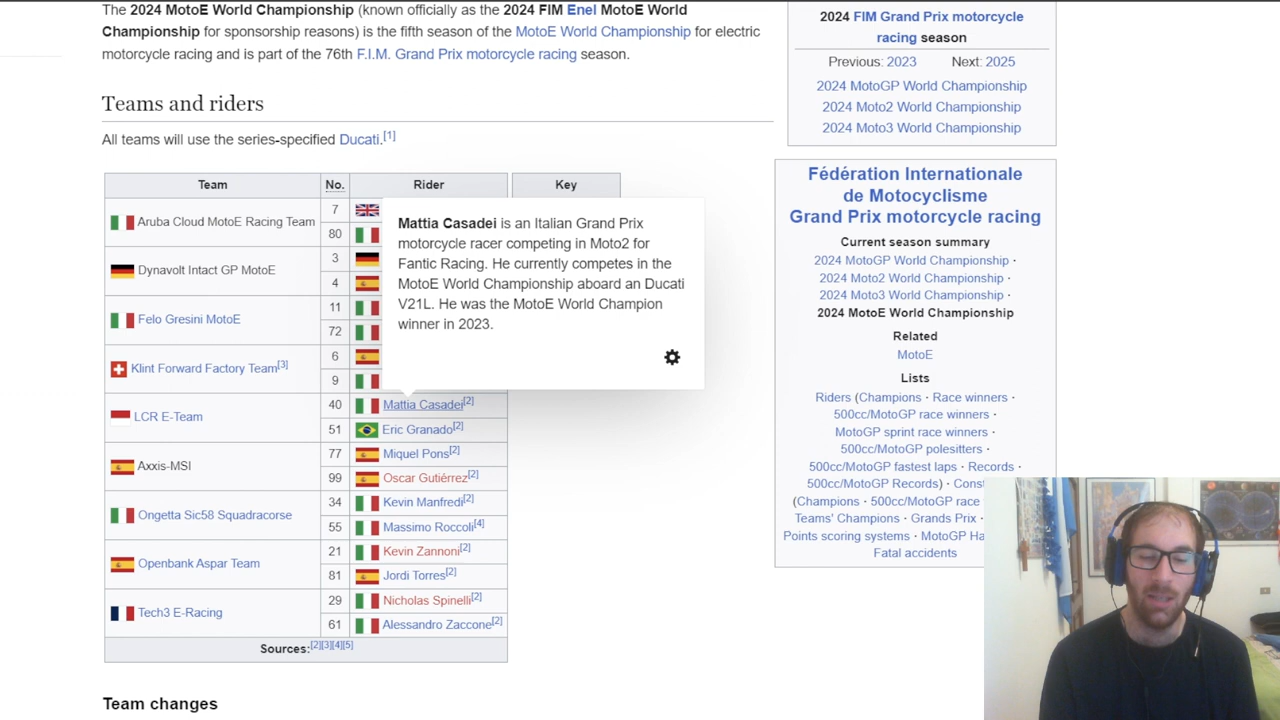 The 2024 MotoE World Championship (known officially as the 2024 FIM Enel MotoE World
Championship for sponsorship reasons) is the fifth season of the MotoE World Championship for electric
motorcycle racing and is part of the 76th F.I.M. Grand Prix motorcycle racing season.
Teams and riders
All teams will use the series-specified Ducati.[1]
Team No. Rider Key
Aruba Cloud MotoE Racing Team
7
80
Dynavolt Intact GP MotoE
3
4
Felo Gresini MotoE
11
72
Klint Forward Factory Team[3]
6
9
LCR E-Team
40 Mattia Casadei[2]
51 Eric Granado[2]
Axxis-MSI
77 Miquel Pons[2]
99 Oscar Gutiérrez[2]
Ongetta Sic58 Squadracorse
34 Kevin Manfredi[2]
55 Massimo Roccoli[4]
Openbank Aspar Team
21 Kevin Zannoni[2]
81 Jordi Torres[2]
Tech3 E-Racing
29 Nicholas Spinelli[2]
61 Alessandro Zaccone[2]
Sources:[2][3][4][5]
Mattia Casadei is an Italian Grand Prix
motorcycle racer competing in Moto2 for
Fantic Racing. He currently competes in the
MotoE World Championship aboard an Ducati
V21L. He was the MotoE World Champion
winner in 2023.
Team changes
2024 FIM Grand Prix motorcycle
racing season
Previous: 2023 Next: 2025
2024 MotoGP World Championship
2024 Moto2 World Championship
2024 Moto3 World Championship
Fédération Internationale
de Motocyclisme
Grand Prix motorcycle racing
Current season summary
2024 MotoGP World Championship ·
2024 Moto2 World Championship ·
2024 Moto3 World Championship ·
2024 MotoE World Championship
Related
MotoE
Lists
Riders (Champions · Race winners ·
500cc/MotoGP race winners ·
MotoGP sprint race winners ·
500cc/MotoGP polesitters ·
500cc/MotoGP fastest laps · Records ·
500cc/MotoGP Records) · Const
(Champions · 500cc/MotoGP race
Teams' Champions · Grands Prix ·
Points scoring systems · MotoGP Ha
Fatal accidents